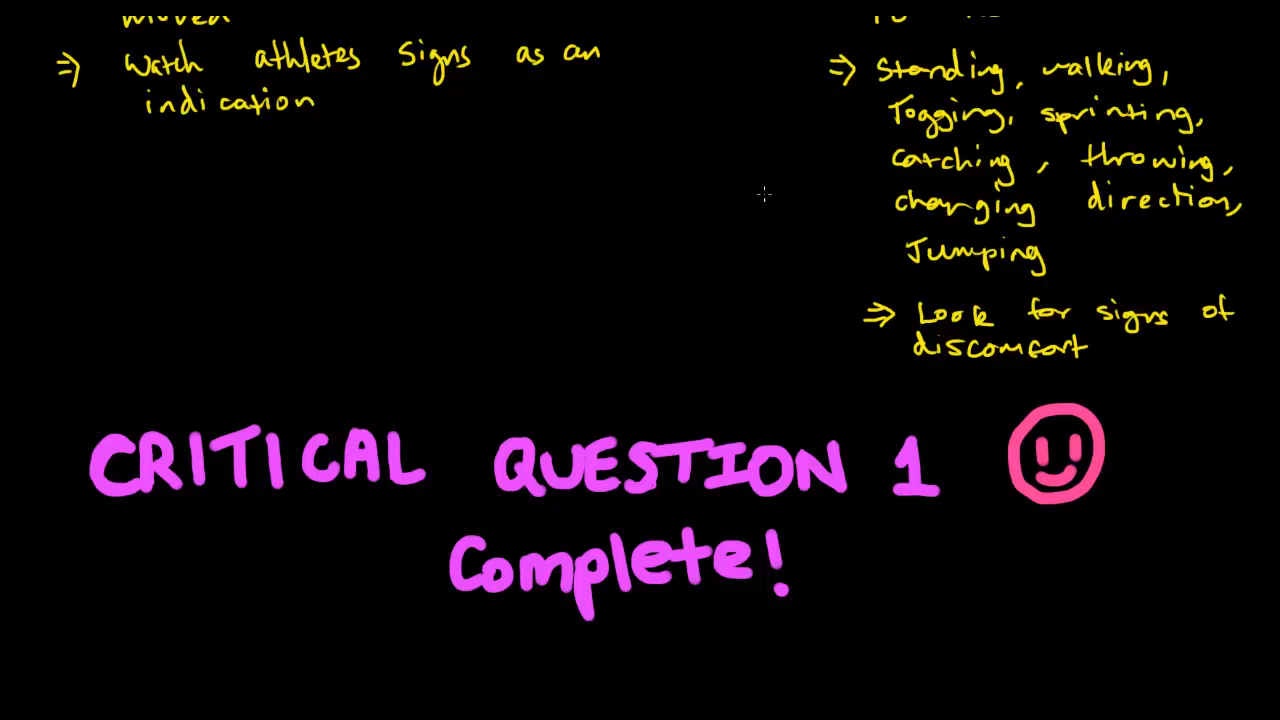 ⇒ Watch athletes signs as an
indication
⇒ Standing, walking,
Jogging, sprinting,
catching, throwing,
changing direction,
Jumping
⇒ Look for signs of
discomfort
CRITICAL QUESTION 1
Complete!